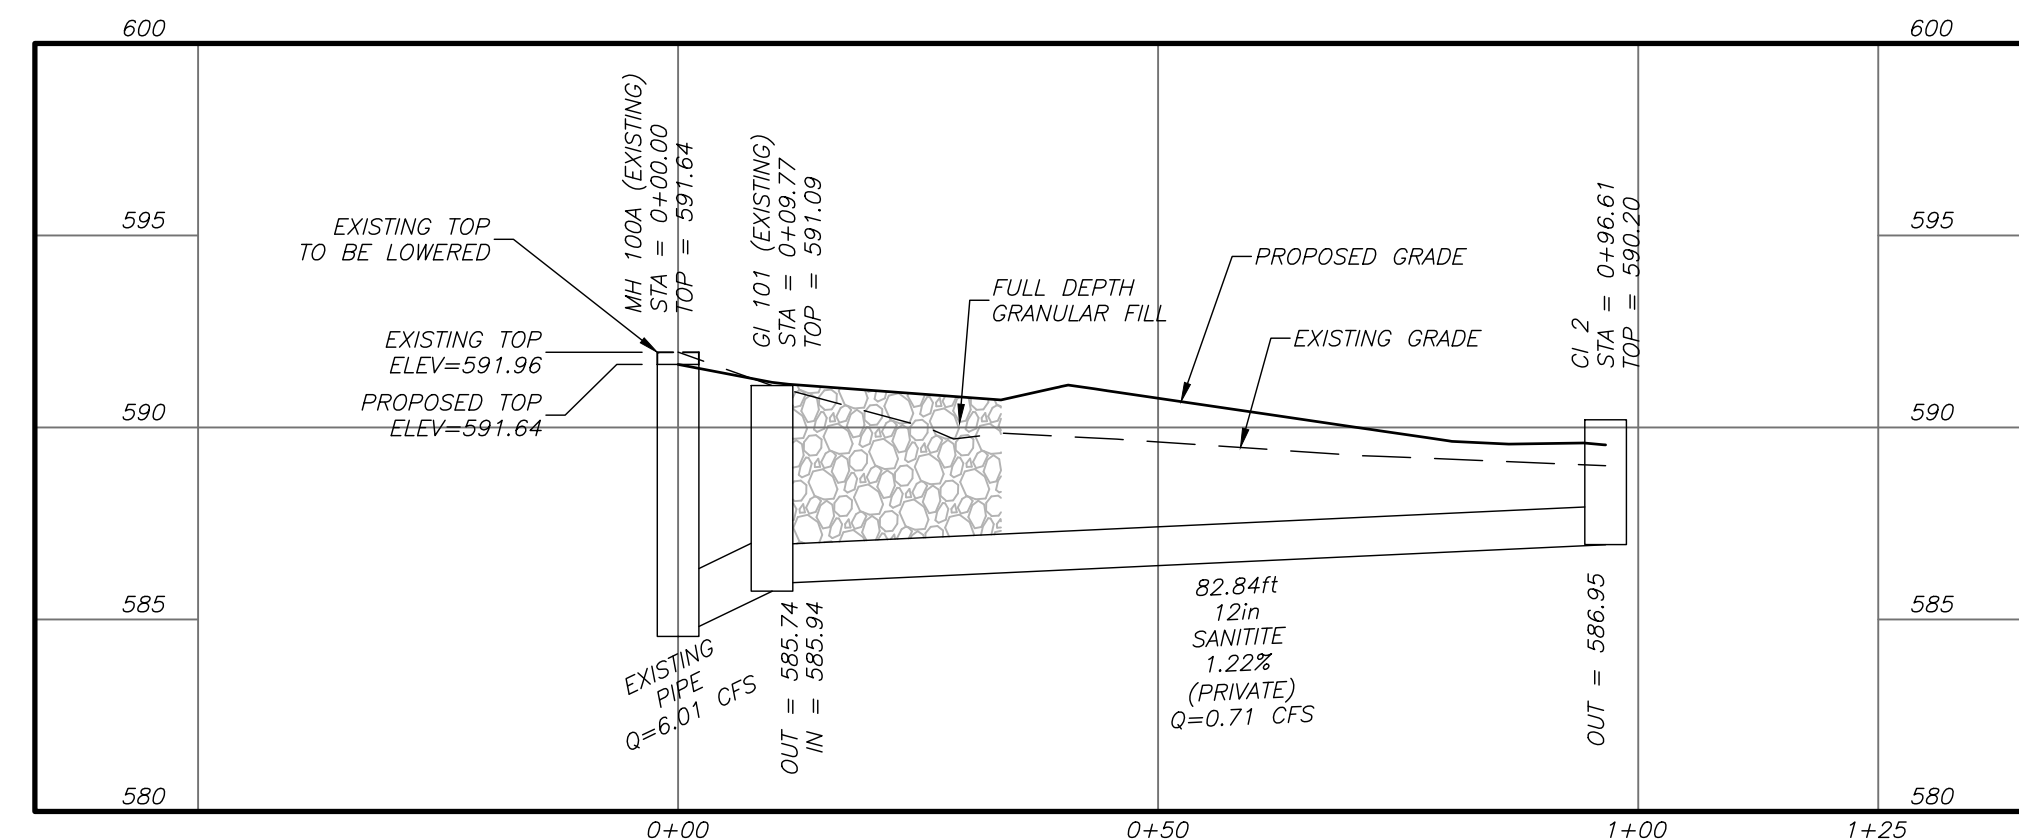 600
600
MH 100A (EXISTING)
STA = 0+00.00
TOP = 591.64
GI 101 (EXISTING)
STA = 0+09.77
TOP = 591.09
CI 2
STA = 0+96.61
TOP = 590.20
595
595
EXISTING TOP
TO BE LOWERED
PROPOSED GRADE
FULL DEPTH
GRANULAR FILL
EXISTING TOP
ELEV=591.96
EXISTING GRADE
PROPOSED TOP
ELEV=591.64
590
590
585
585
EXISTING
PIPE
Q=6.01 CFS
OUT = 585.74
IN = 585.94
82.84ft
12in
SANITITE
1.22%
(PRIVATE)
Q=0.71 CFS
OUT = 586.95
580
580
0+00
0+50
1+00
1+25